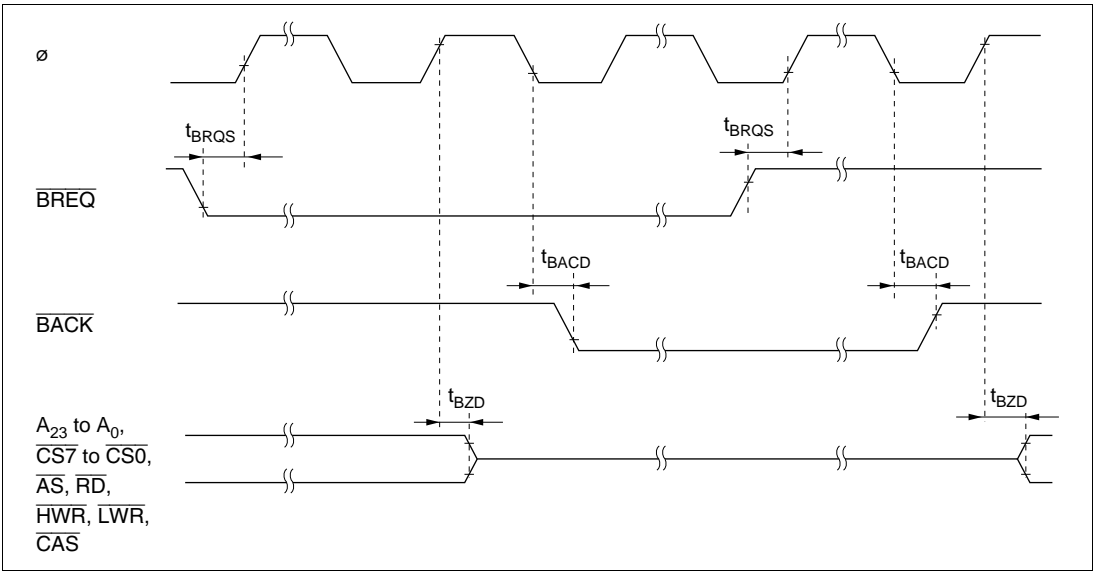 ø
tBRQS
tBRQS
BREQ
tBACD
tBACD
BACK
tBZD
tBZD
A23 to A0,
CS7 to CS0,
AS, RD,
HWR, LWR,
CAS